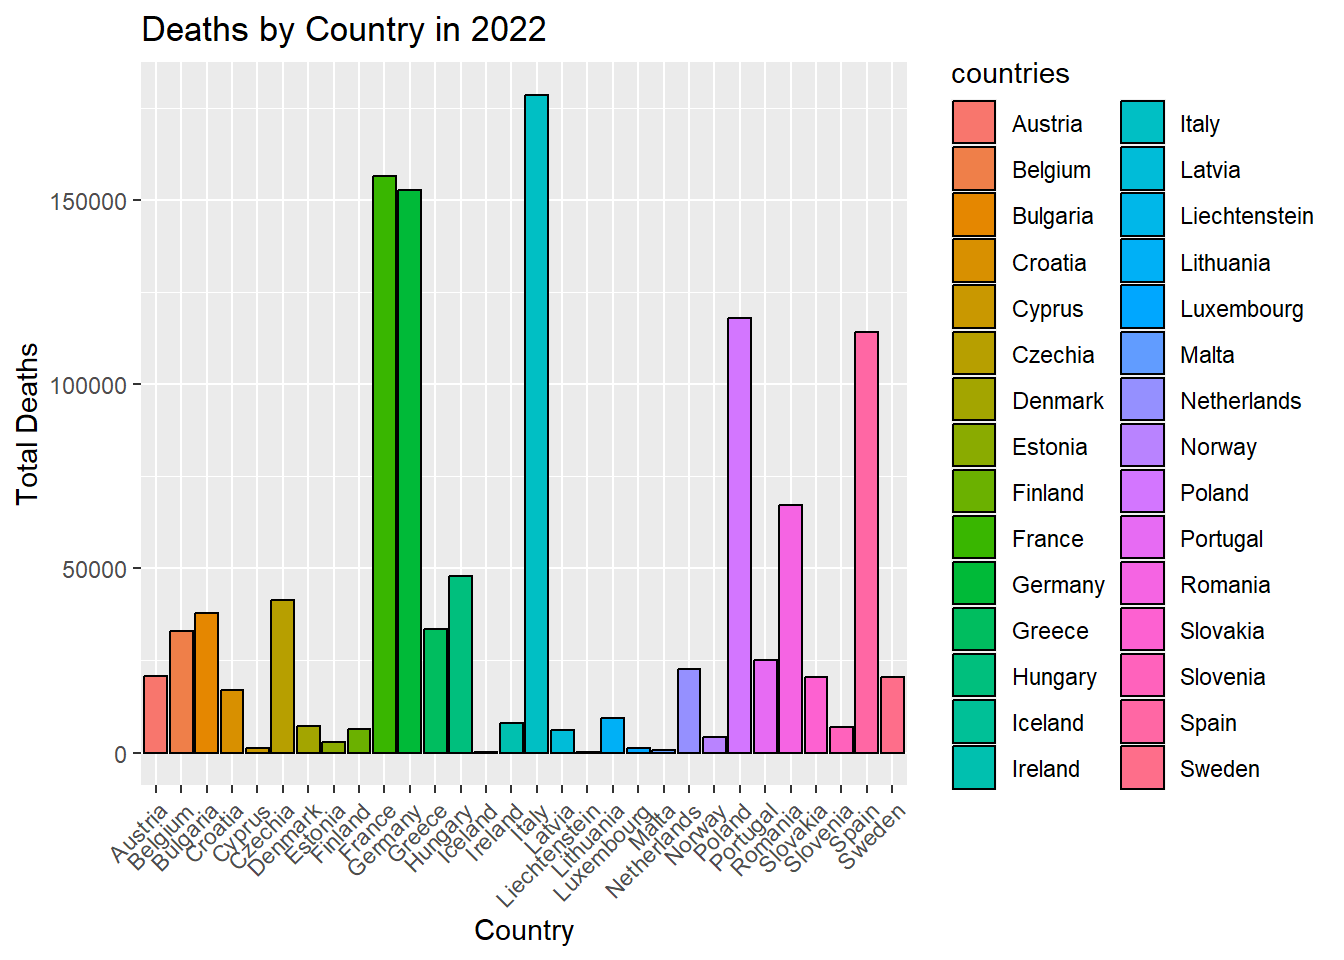 Deaths by Country in 2022
Total Deaths
150000
100000
50000
0
Austria
Belgium
Bulgaria
Croatia
Cyprus
Czechia
Denmark
Estonia
Finland
France
Germany
Greece
Hungary
Iceland
Ireland
Italy
Latvia
Liechtenstein
Lithuania
Luxembourg
Malta
Netherlands
Norway
Poland
Portugal
Romania
Slovakia
Slovenia
Spain
Sweden
Country
countries
Austria
Belgium
Bulgaria
Croatia
Cyprus
Czechia
Denmark
Estonia
Finland
France
Germany
Greece
Hungary
Iceland
Ireland
Italy
Latvia
Liechtenstein
Lithuania
Luxembourg
Malta
Netherlands
Norway
Poland
Portugal
Romania
Slovakia
Slovenia
Spain
Sweden